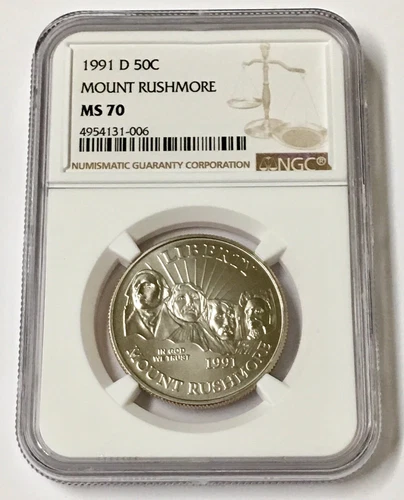 1991 D 50C
MOUNT RUSHMORE
MS 70
4954131-006
NUMISMATIC GUARANTY CORPORATION
NGC®
LIBERTY
IN GOD
WE TRUST
1991
MOUNT RUSHMORE